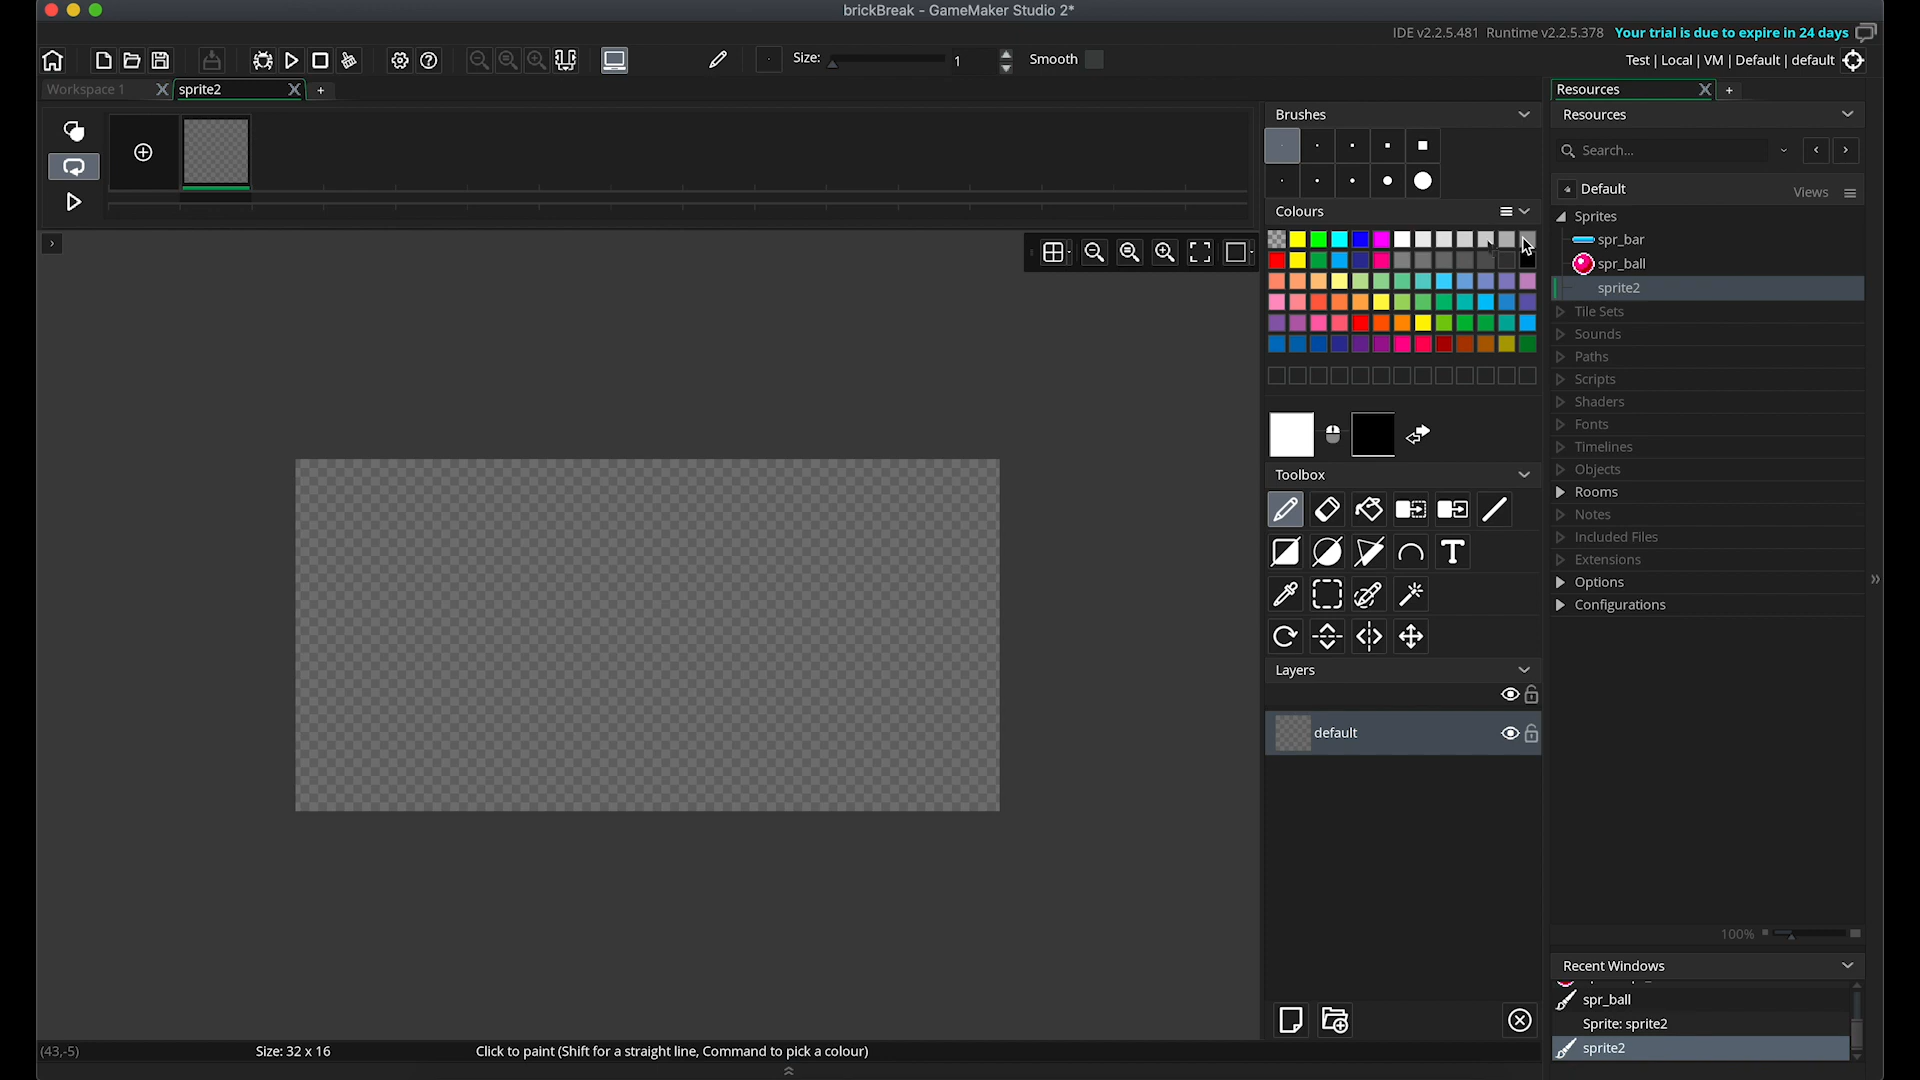 brickBreak - GameMaker Studio 2*
IDE v2.2.5.481 Runtime v2.2.5.378 Your trial is due to expire in 24 days
Size: 1 Smooth
Test | Local | VM | Default | default
Workspace 1
sprite2
Resources
Brushes
Resources
Search...
Default
Views
Colours
Sprites
spr_bar
spr_ball
sprite2
Tile Sets
Sounds
Paths
Scripts
Shaders
Fonts
Timelines
Objects
Rooms
Notes
Included Files
Extensions
Options
Configurations
Toolbox
T
Layers
default
100%
Recent Windows
spr_ball
Sprite: sprite2
sprite2
(43,-5)
Size: 32 x 16
Click to paint (Shift for a straight line, Command to pick a colour)